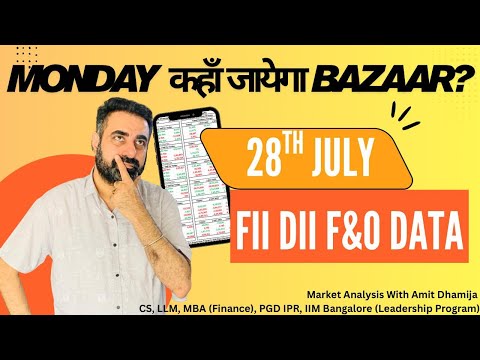 MONDAY कहाँ जायेगा BAZAAR?
28TH JULY
FII DII F&O DATA
Market Analysis With Amit Dhamija
CS, LLM, MBA (Finance), PGD IPR, IIM Bangalore (Leadership Program)